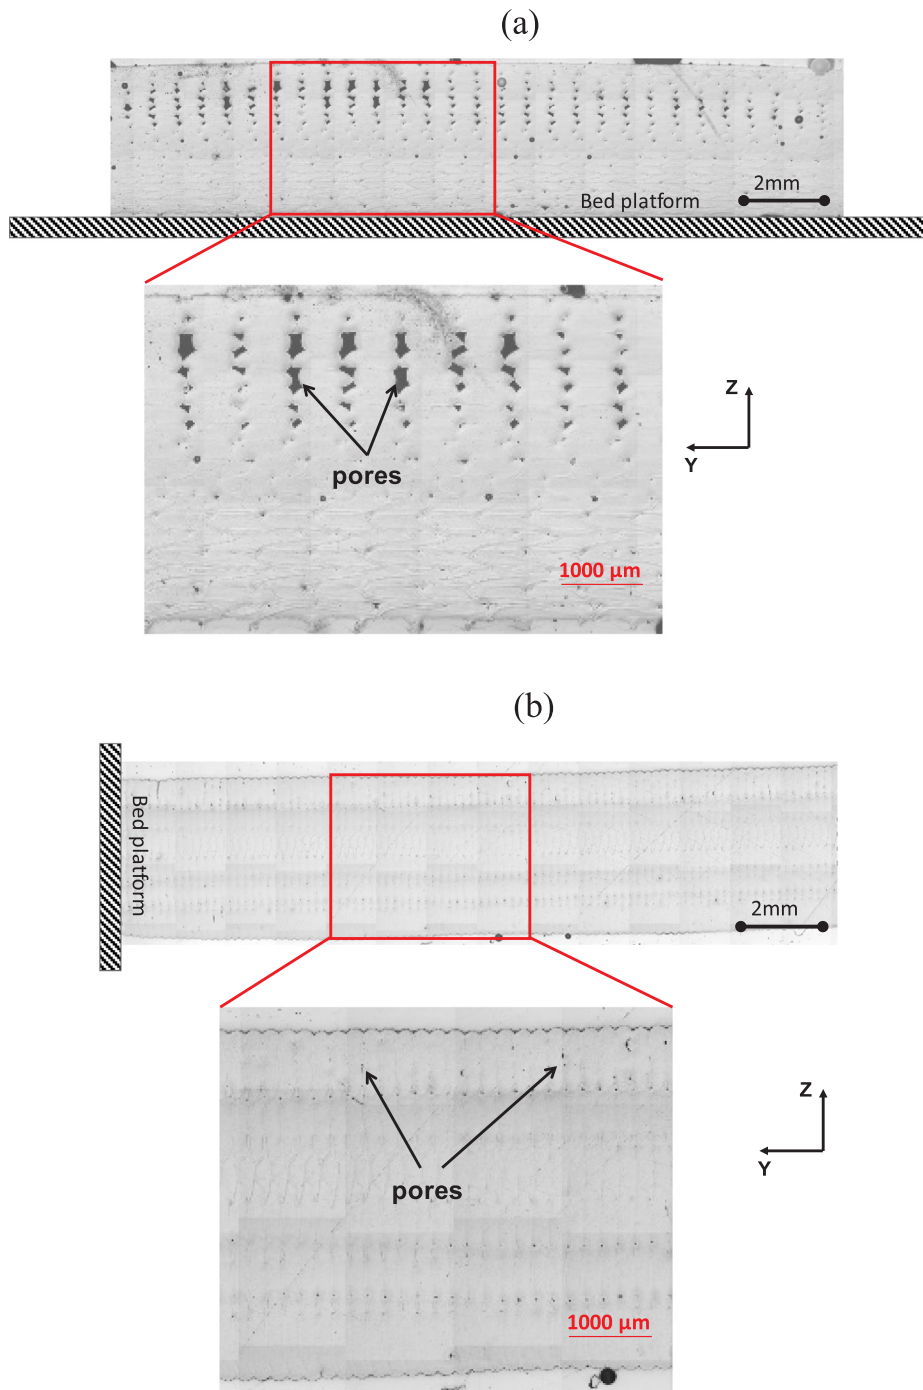 (a)
2mm
Bed platform
Z
Y
pores
1000 µm
(b)
Bed platform
2mm
Z
Y
pores
1000 µm